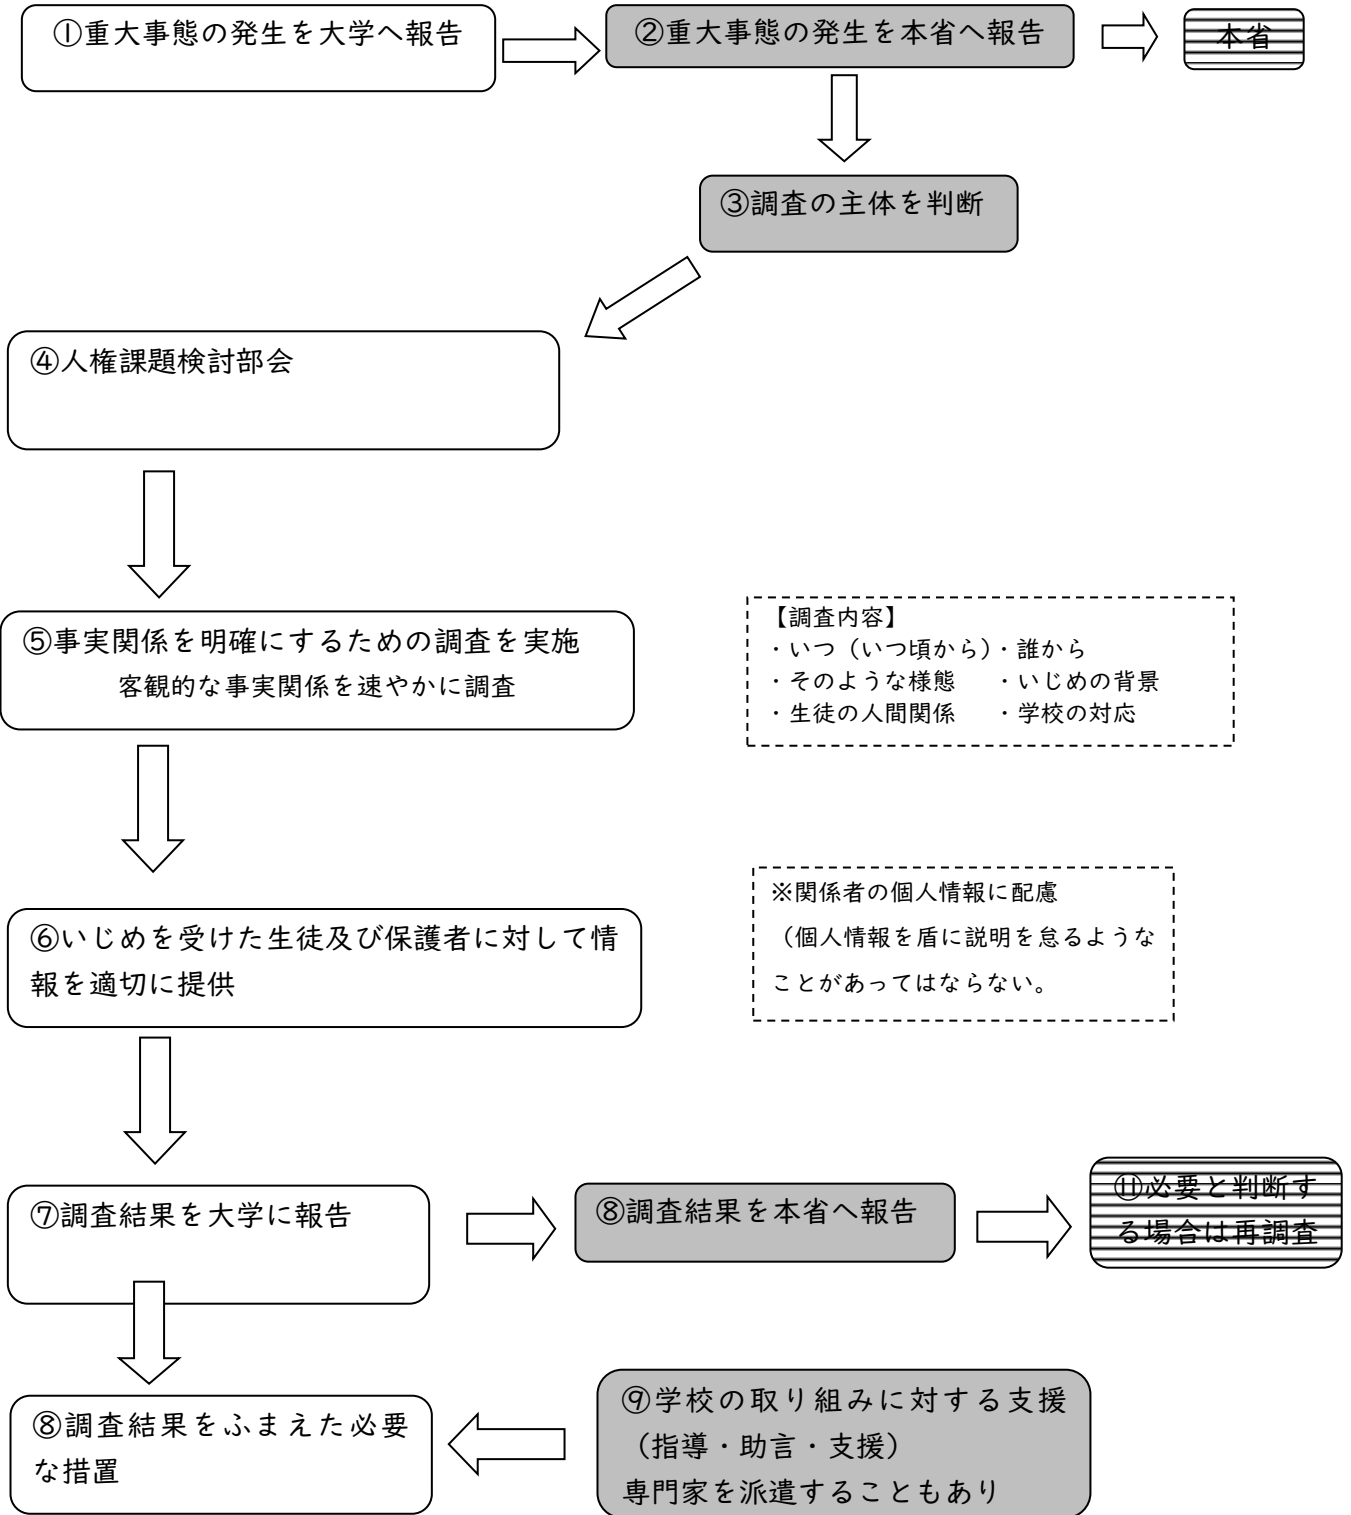 ①重大事態の発生を大学へ報告
②重大事態の発生を本省へ報告
本省
③調査の主体を判断
④人権課題検討部会
⑤事実関係を明確にするための調査を実施
客観的な事実関係を速やかに調査
【調査内容】
・いつ（いつ頃から）・誰から
・そのような様態　・いじめの背景
・生徒の人間関係　・学校の対応
⑥いじめを受けた生徒及び保護者に対して情
報を適切に提供
※関係者の個人情報に配慮
（個人情報を盾に説明を怠るような
ことがあってはならない。
⑦調査結果を大学に報告
⑧調査結果を本省へ報告
⑪必要と判断す
る場合は再調査
⑧調査結果をふまえた必要
な措置
⑨学校の取り組みに対する支援
（指導・助言・支援）
専門家を派遣することもあり